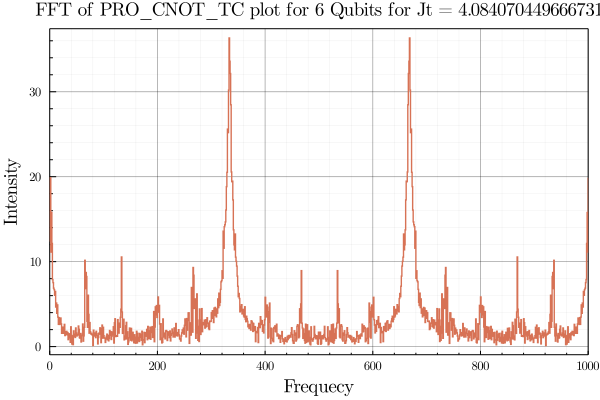 FFT of PRO_CNOT_TC plot for 6 Qubits for Jt = 4.084070449666731
Intensity
30
20
10
0
0 200 400 600 800 1000
Frequecy